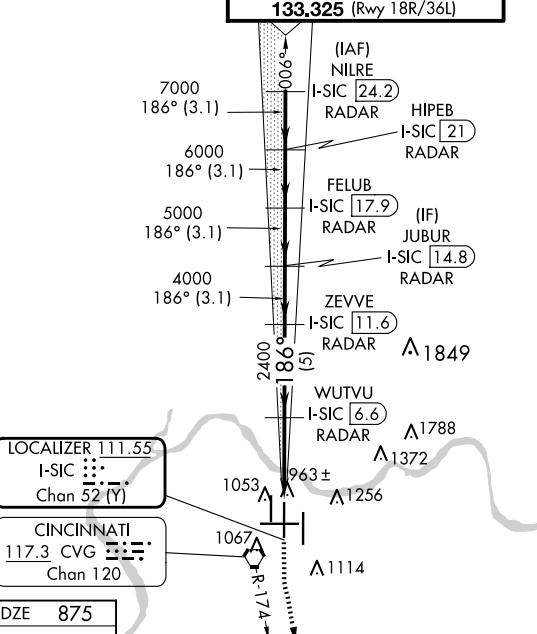 133.325 (Rwy 18R/36L)
006°
(IAF)
NILRE
I-SIC 24.2
RADAR
7000
186° (3.1)
HIPEB
I-SIC 21
RADAR
6000
186° (3.1)
FELUB
I-SIC 17.9
RADAR
5000
186° (3.1)
(IF)
JUBUR
I-SIC 14.8
RADAR
4000
186° (3.1)
ZEVVE
I-SIC 11.6
RADAR
1849
2400
186°
(5)
WUTVU
I-SIC 6.6
RADAR
1788
1372
LOCALIZER 111.55
I-SIC
Chan 52 (Y)
963 ±
1053
1256
CINCINNATI
117.3 CVG
Chan 120
1067
1114
R-174
DZE 875